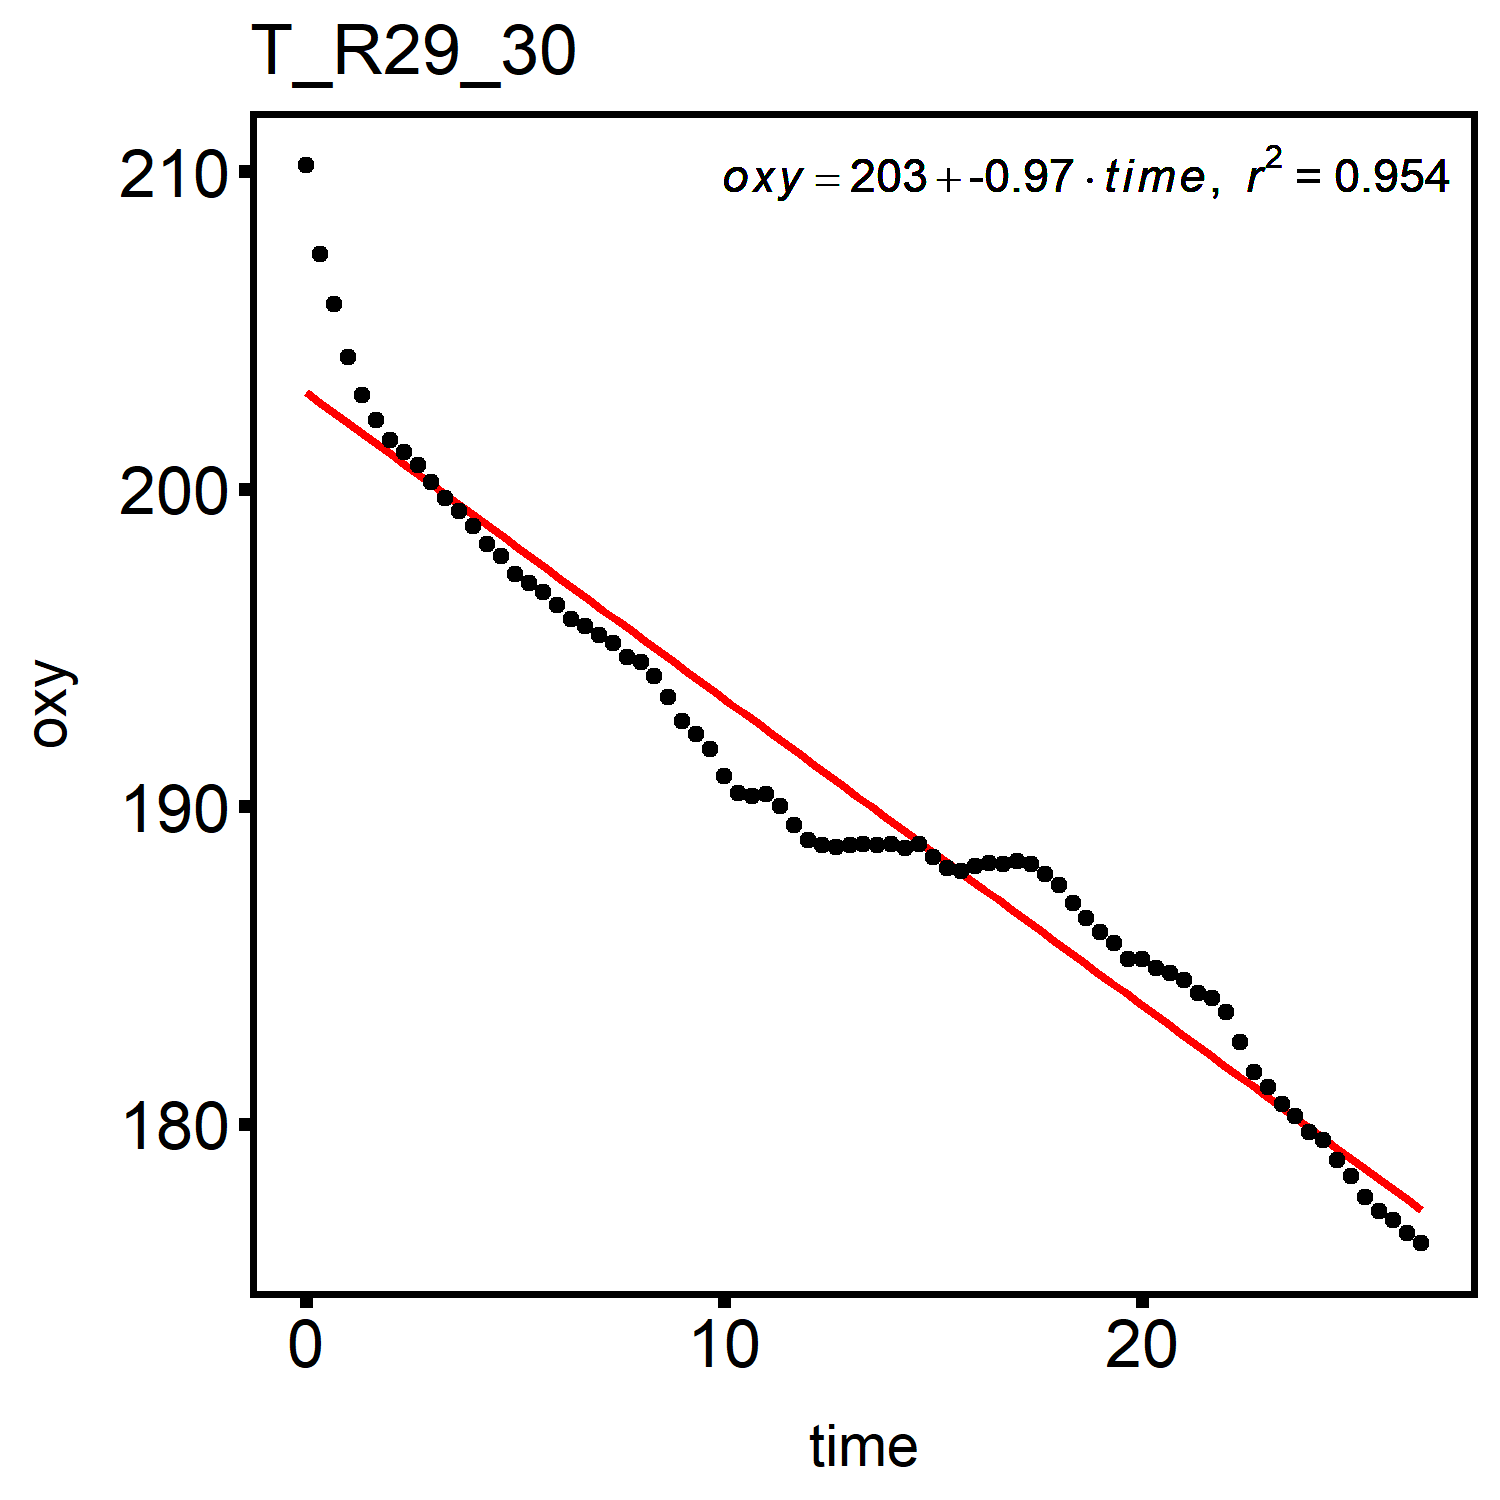 T_R29_30
oxy = 203 + -0.97 · time, r² = 0.954
210
200
190
180
oxy
0 10 20
time